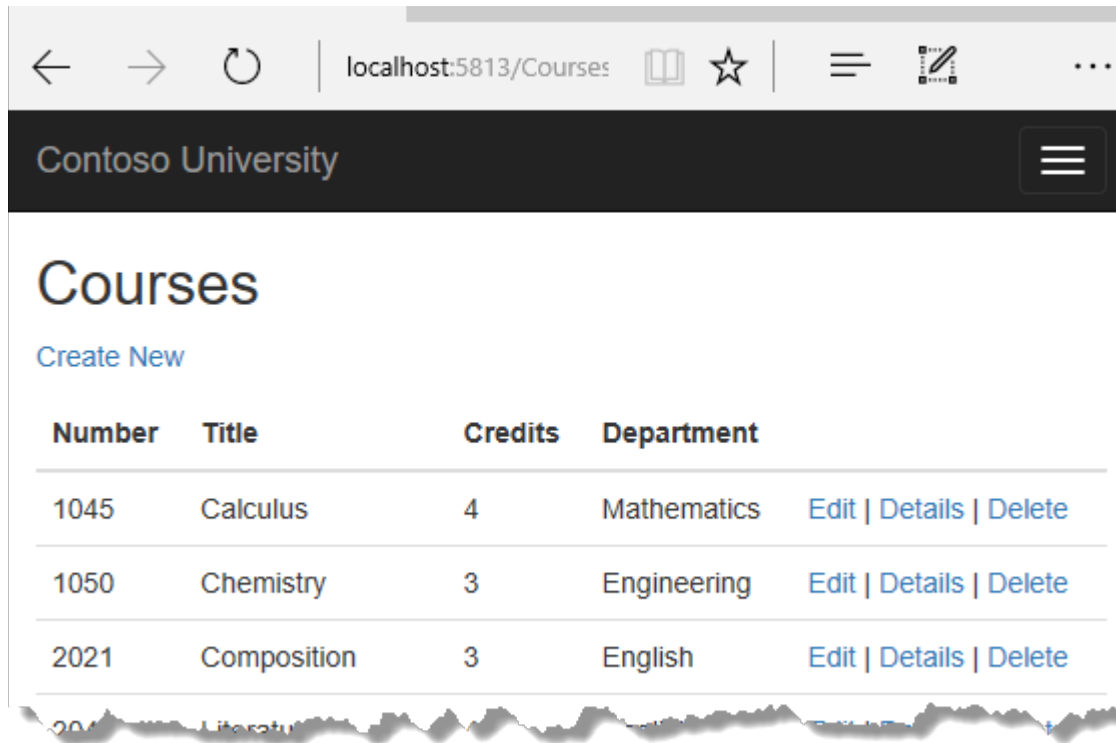 localhost:5813/Courses
Contoso University
Courses
Create New
Number Title Credits Department
1045 Calculus 4 Mathematics Edit | Details | Delete
1050 Chemistry 3 Engineering Edit | Details | Delete
2021 Composition 3 English Edit | Details | Delete